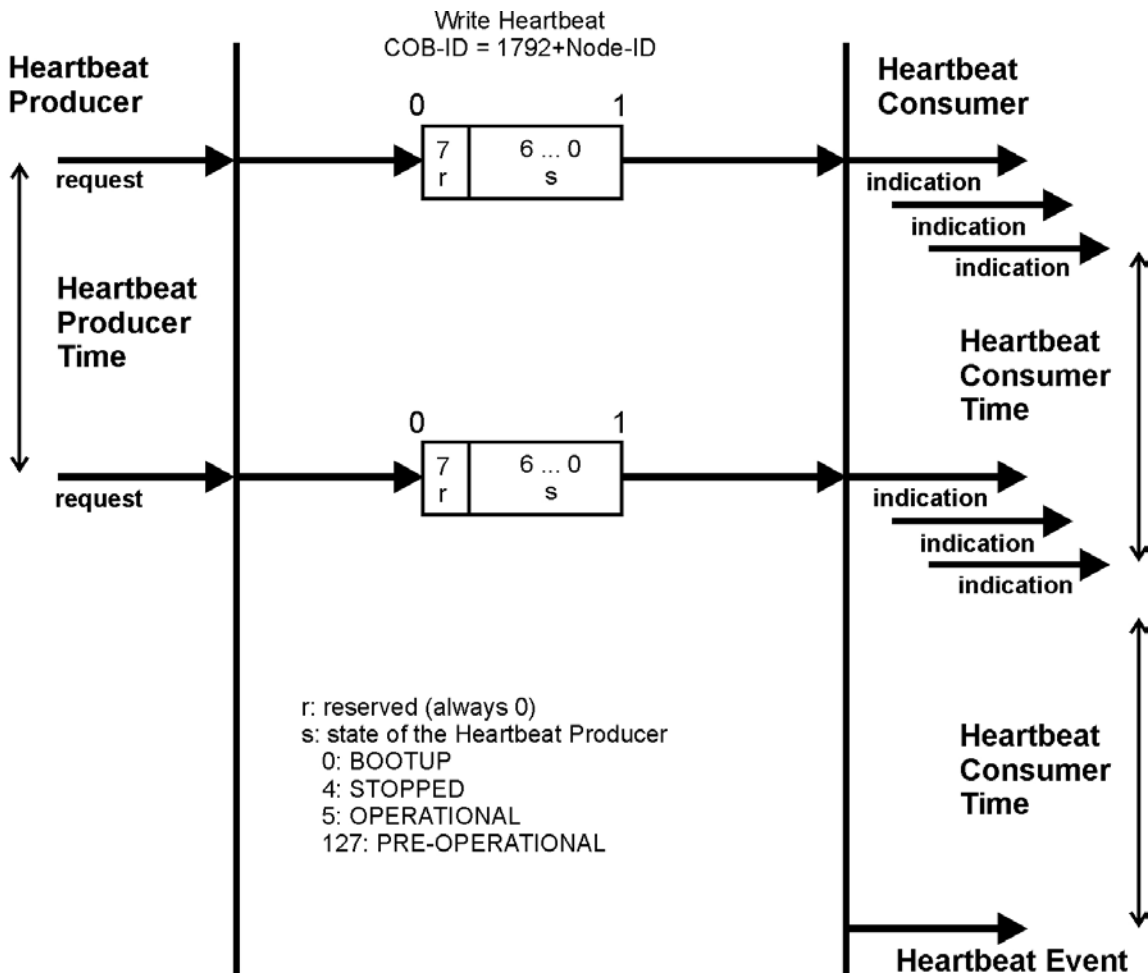 Write Heartbeat
COB-ID = 1792+Node-ID
Heartbeat
Producer
Heartbeat
Consumer
0 1
7 6 ... 0
r s
request
indication
indication
indication
Heartbeat
Producer
Time
Heartbeat
Consumer
Time
0 1
7 6 ... 0
r s
request
indication
indication
indication
r: reserved (always 0)
s: state of the Heartbeat Producer
0: BOOTUP
4: STOPPED
5: OPERATIONAL
127: PRE-OPERATIONAL
Heartbeat
Consumer
Time
Heartbeat Event